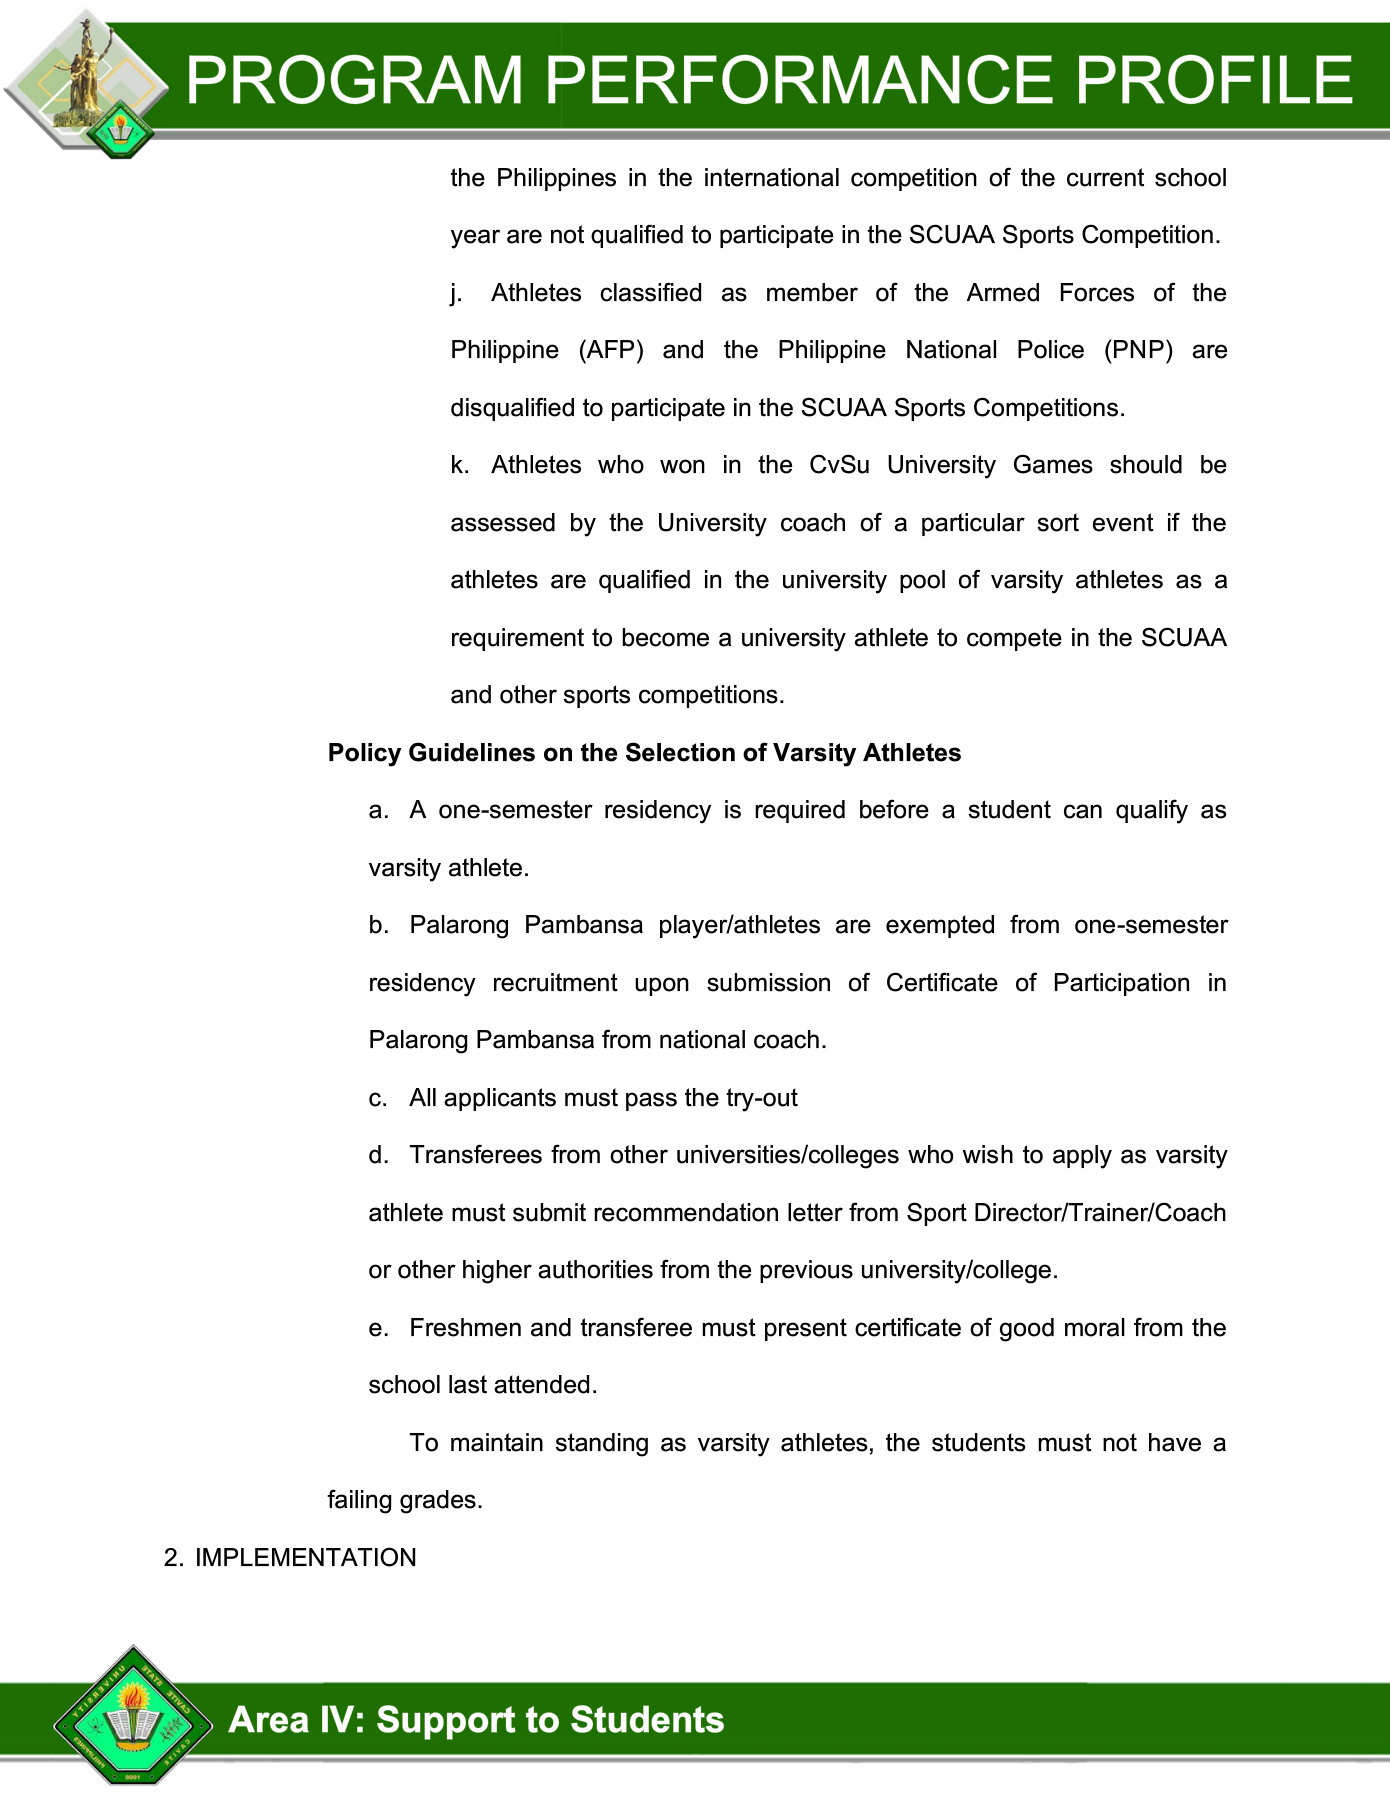 PROGRAM PERFORMANCE PROFILE
the Philippines in the international competition of the current school
year are not qualified to participate in the SCUAA Sports Competition.
j. Athletes classified as member of the Armed Forces of the
Philippine (AFP) and the Philippine National Police (PNP) are
disqualified to participate in the SCUAA Sports Competitions.
k. Athletes who won in the CvSu University Games should be
assessed by the University coach of a particular sort event if the
athletes are qualified in the university pool of varsity athletes as a
requirement to become a university athlete to compete in the SCUAA
and other sports competitions.
Policy Guidelines on the Selection of Varsity Athletes
a. A one-semester residency is required before a student can qualify as
varsity athlete.
b. Palarong Pambansa player/athletes are exempted from one-semester
residency recruitment upon submission of Certificate of Participation in
Palarong Pambansa from national coach.
c. All applicants must pass the try-out
d. Transferees from other universities/colleges who wish to apply as varsity
athlete must submit recommendation letter from Sport Director/Trainer/Coach
or other higher authorities from the previous university/college.
e. Freshmen and transferee must present certificate of good moral from the
school last attended.
To maintain standing as varsity athletes, the students must not have a
failing grades.
2. IMPLEMENTATION
CAVITE STATE UNIVERSITY
Area IV: Support to Students